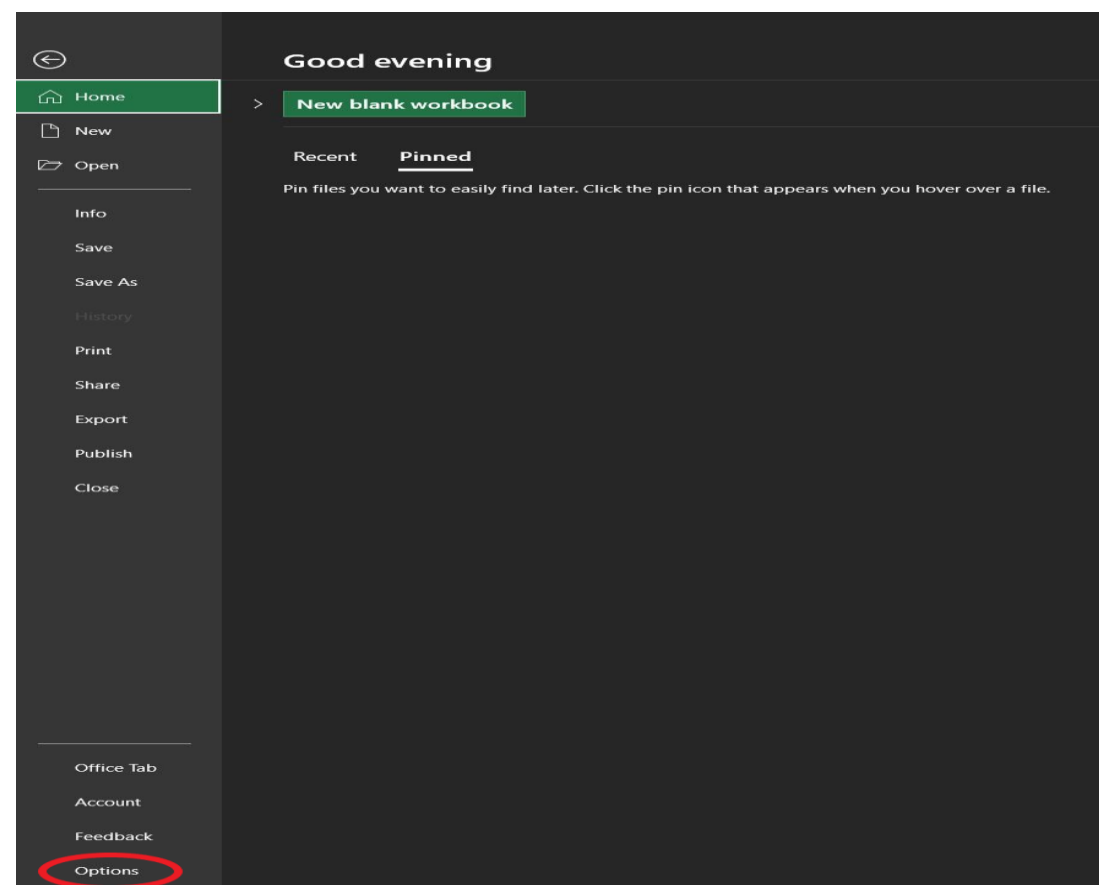 Good evening
Home
> New blank workbook
New
Recent Pinned
Open
Pin files you want to easily find later. Click the pin icon that appears when you hover over a file.
Info
Save
Save As
History
Print
Share
Export
Publish
Close
Office Tab
Account
Feedback
Options